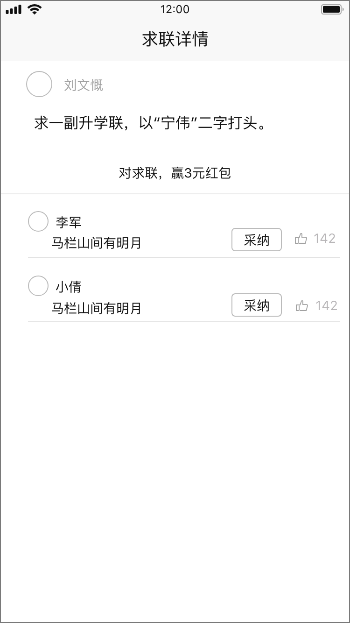 12:00
求联详情
刘文慨
求一副升学联，以“宁伟”二字打头。
对求联，赢3元红包
李军
马栏山间有明月
采纳 142
小倩
马栏山间有明月
采纳 142